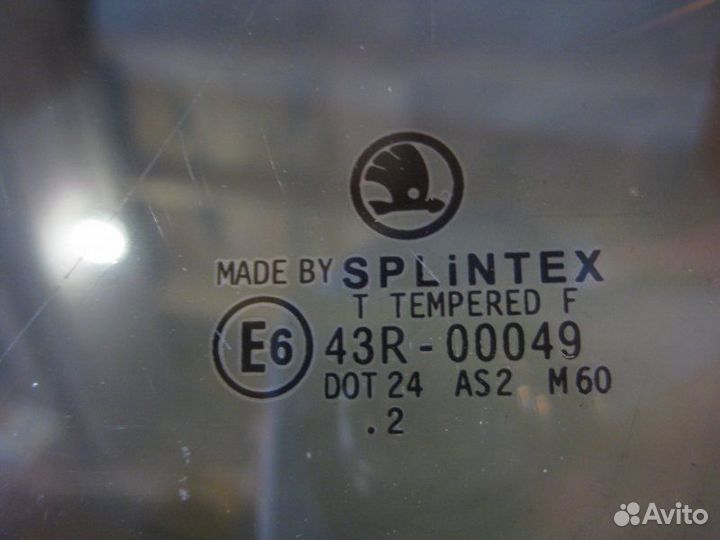 MADE BY SPLiNTEX
T TEMPERED F
E6 43R-00049
DOT 24 AS2 M60
.2
Avito